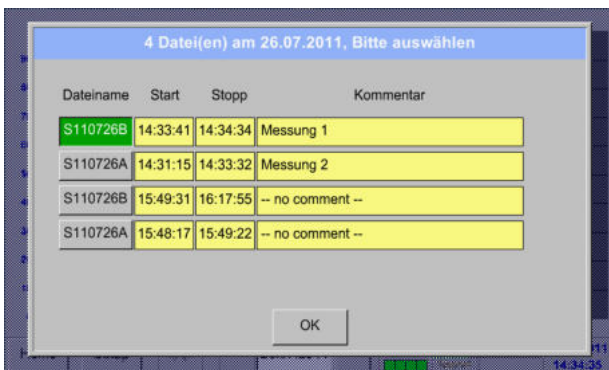 4 Datei(en) am 26.07.2011, Bitte auswählen
Dateiname Start Stopp Kommentar
S110726B 14:33:41 14:34:34 Messung 1
S110726A 14:31:15 14:33:32 Messung 2
S110726B 15:49:31 16:17:55 -- no comment --
S110726A 15:48:17 15:49:22 -- no comment --
OK
14:34:35